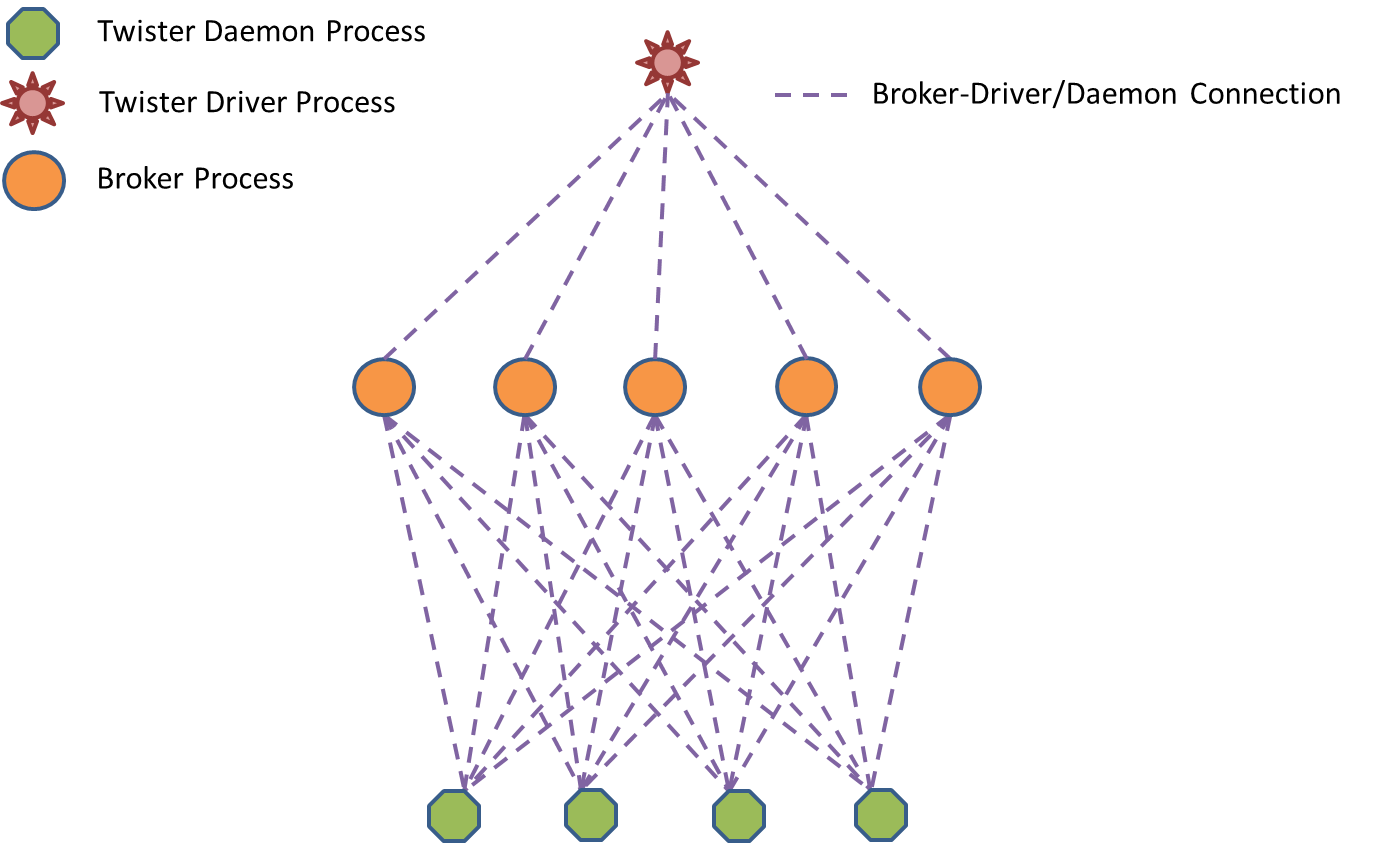 Twister Daemon Process
Twister Driver Process
Broker-Driver/Daemon Connection
Broker Process